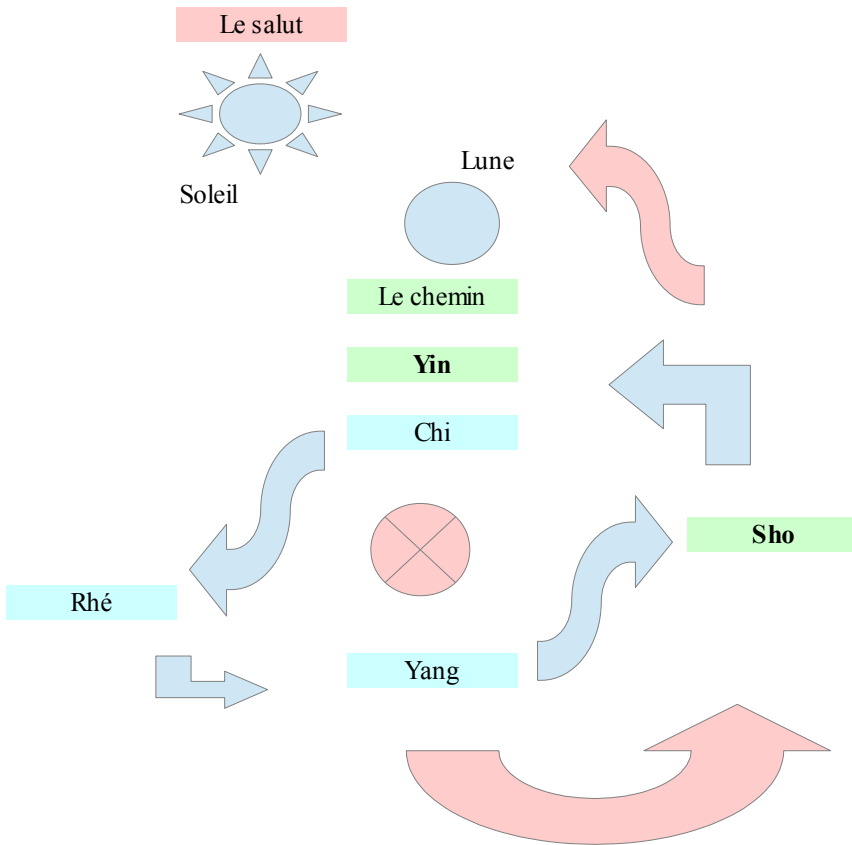 Le salut
Lune
Soleil
Le chemin
Yin
Chi
Sho
Rhé
Yang